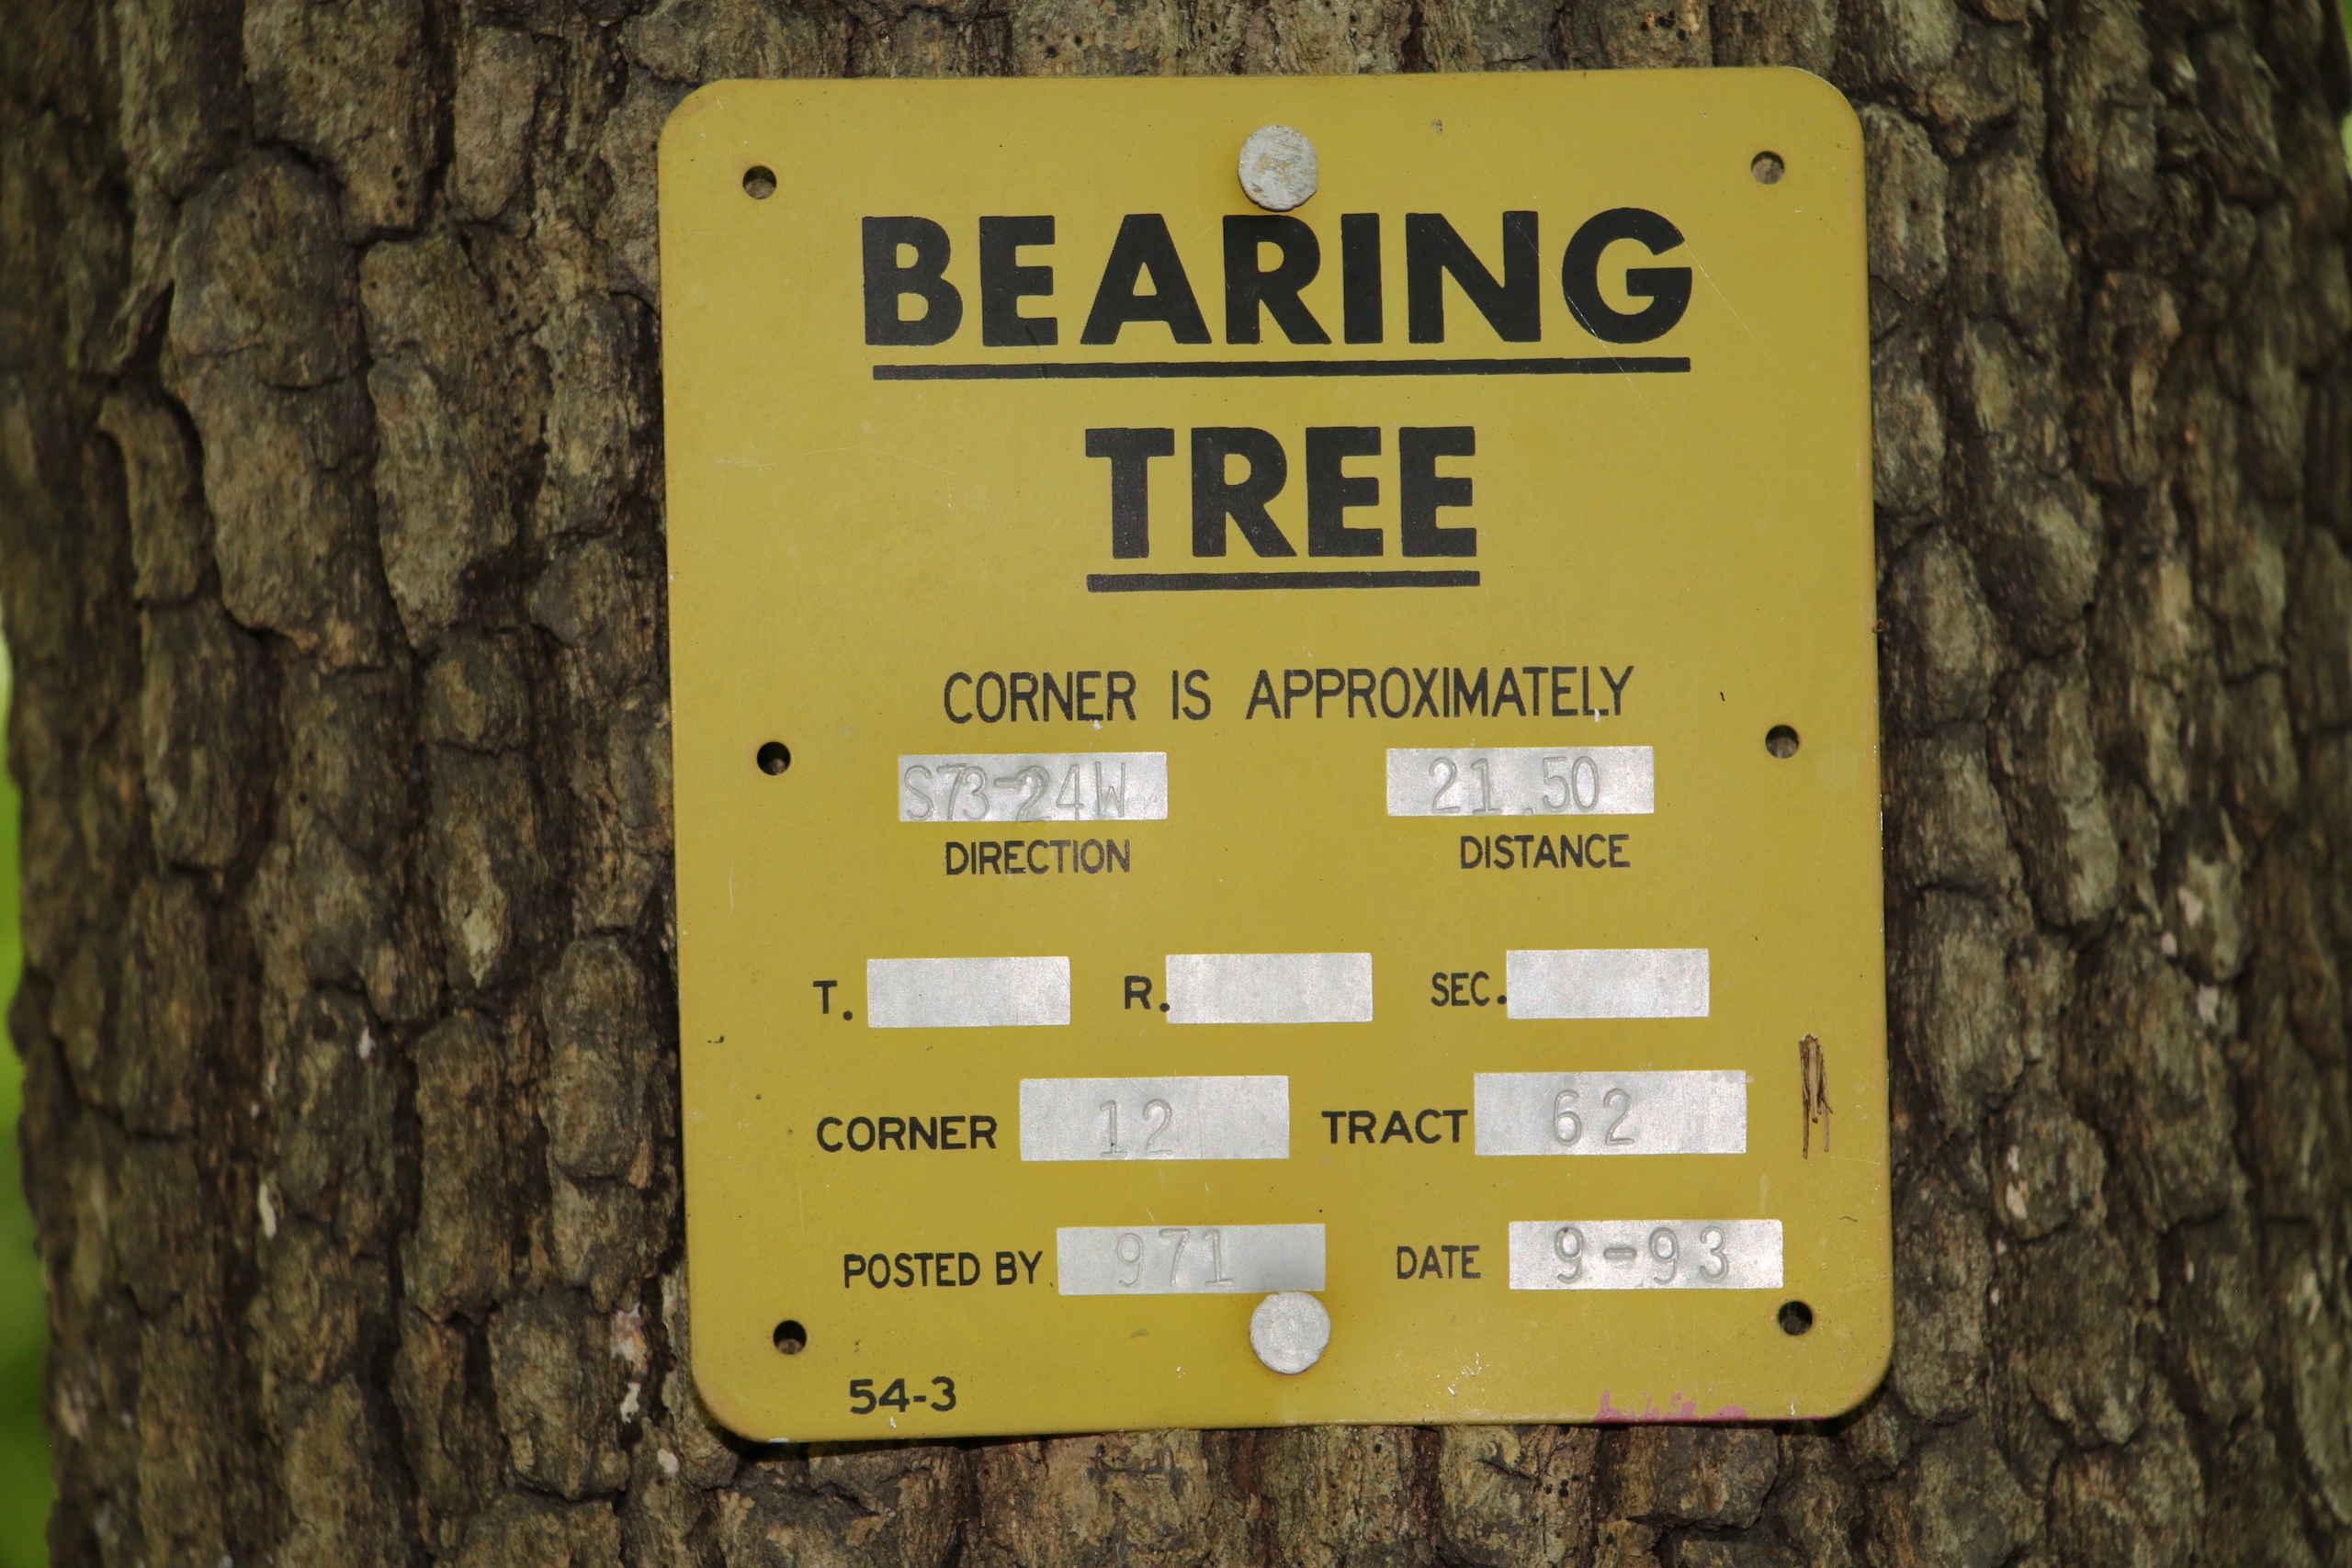 BEARING
TREE
CORNER IS APPROXIMATELY
S73-24W 21.50
DIRECTION DISTANCE
T. R. SEC.
CORNER 12 TRACT 62
POSTED BY 971 DATE 9-93
54-3